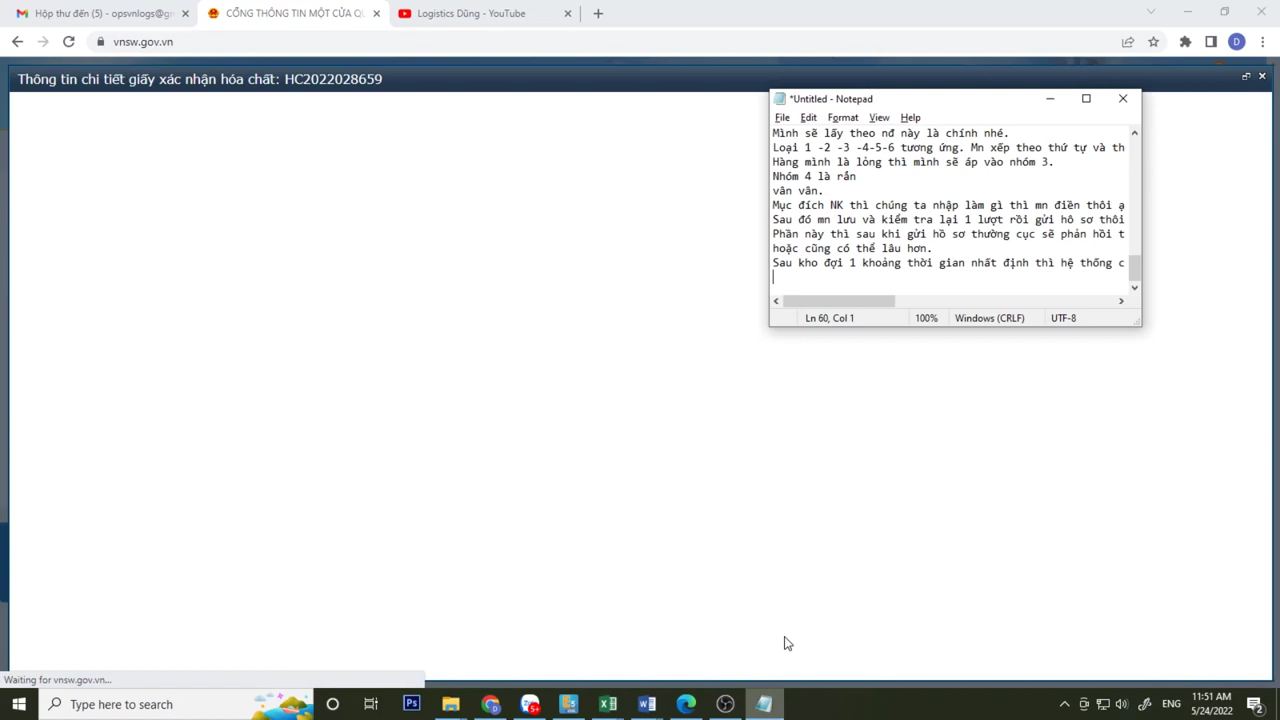 Hộp thư đến (5) - opsvnlogs@gm
CỔNG THÔNG TIN MỘT CỬA QU
Logistics Dũng - YouTube
vnsw.gov.vn
D
Thông tin chi tiết giấy xác nhận hóa chất: HC2022028659
*Untitled - Notepad
File Edit Format View Help
Mình sẽ lấy theo nđ này là chính nhé.
Loại 1 -2 -3 -4-5-6 tương ứng. Mn xếp theo thứ tự và th
Hàng mình là lỏng thì mình sẽ áp vào nhóm 3.
Nhóm 4 là rắn
vân vân.
Mục đích NK thì chúng ta nhập làm gì thì mn điền thôi ạ
Sau đó mn lưu và kiểm tra lại 1 lượt rồi gửi hồ sơ thôi
Phần này thì sau khi gửi hồ sơ thường cục sẽ phản hồi t
hoặc cũng có thể lâu hơn.
Sau kho đợi 1 khoảng thời gian nhất định thì hệ thống c
Ln 60, Col 1
100%
Windows (CRLF)
UTF-8
Waiting for vnsw.gov.vn...
Type here to search
Ps
5+
ENG
11:51 AM
5/24/2022
2